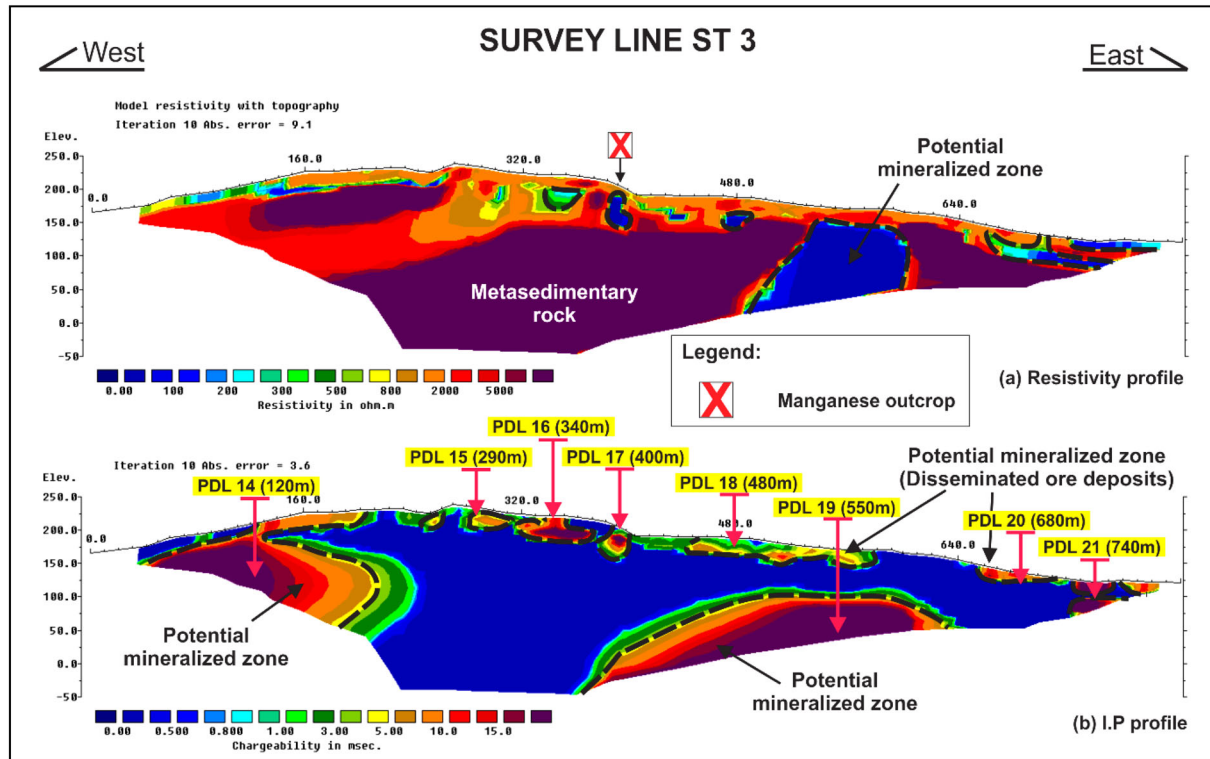 SURVEY LINE ST 3
West
East
Model resistivity with topography
Iteration 10 Abs. error = 9.1
Elev.
250.0
200.0
150.0
100.0
50.0
0.0
-50
0.0
160.0
320.0
480.0
640.0
X
Potential
mineralized zone
Metasedimentary
rock
0.00 100 200 300 500 800 2000 5000
Resistivity in ohm.m
Legend:
X Manganese outcrop
(a) Resistivity profile
Iteration 10 Abs. error = 3.6
Elev.
250.0
200.0
150.0
100.0
50.0
0.0
-50
0.0
160.0
320.0
480.0
640.0
PDL 14 (120m)
PDL 15 (290m)
PDL 16 (340m)
PDL 17 (400m)
PDL 18 (480m)
PDL 19 (550m)
Potential mineralized zone
(Disseminated ore deposits)
PDL 20 (680m)
PDL 21 (740m)
Potential
mineralized zone
Potential
mineralized zone
0.00 0.500 0.800 1.00 3.00 5.00 10.0 15.0
Chargeability in msec.
(b) I.P profile